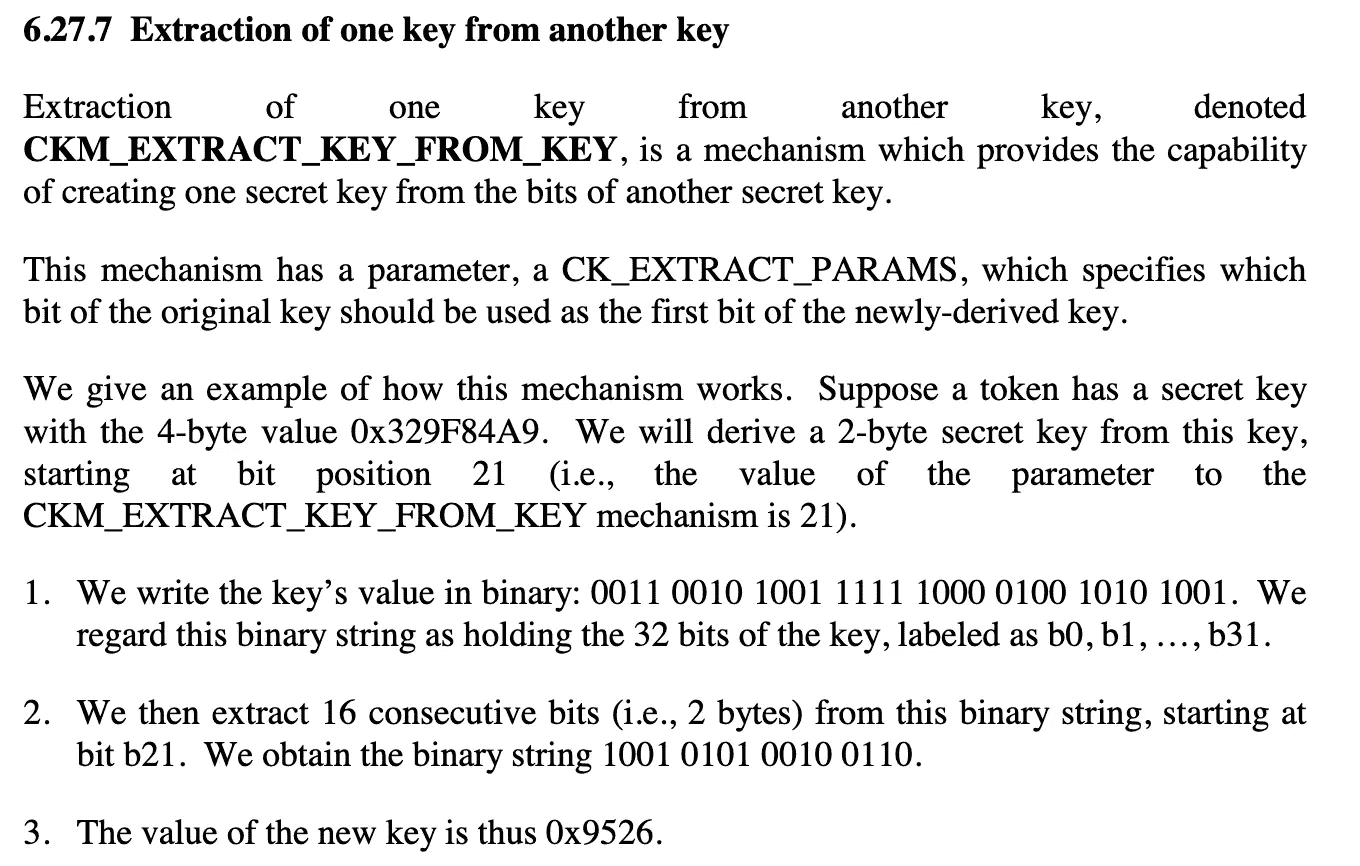 6.27.7 Extraction of one key from another key
Extraction of one key from another key, denoted
CKM_EXTRACT_KEY_FROM_KEY, is a mechanism which provides the capability
of creating one secret key from the bits of another secret key.
This mechanism has a parameter, a CK_EXTRACT_PARAMS, which specifies which
bit of the original key should be used as the first bit of the newly-derived key.
We give an example of how this mechanism works. Suppose a token has a secret key
with the 4-byte value 0x329F84A9. We will derive a 2-byte secret key from this key,
starting at bit position 21 (i.e., the value of the parameter to the
CKM_EXTRACT_KEY_FROM_KEY mechanism is 21).
1. We write the key’s value in binary: 0011 0010 1001 1111 1000 0100 1010 1001. We
regard this binary string as holding the 32 bits of the key, labeled as b0, b1, …, b31.
2. We then extract 16 consecutive bits (i.e., 2 bytes) from this binary string, starting at
bit b21. We obtain the binary string 1001 0101 0010 0110.
3. The value of the new key is thus 0x9526.